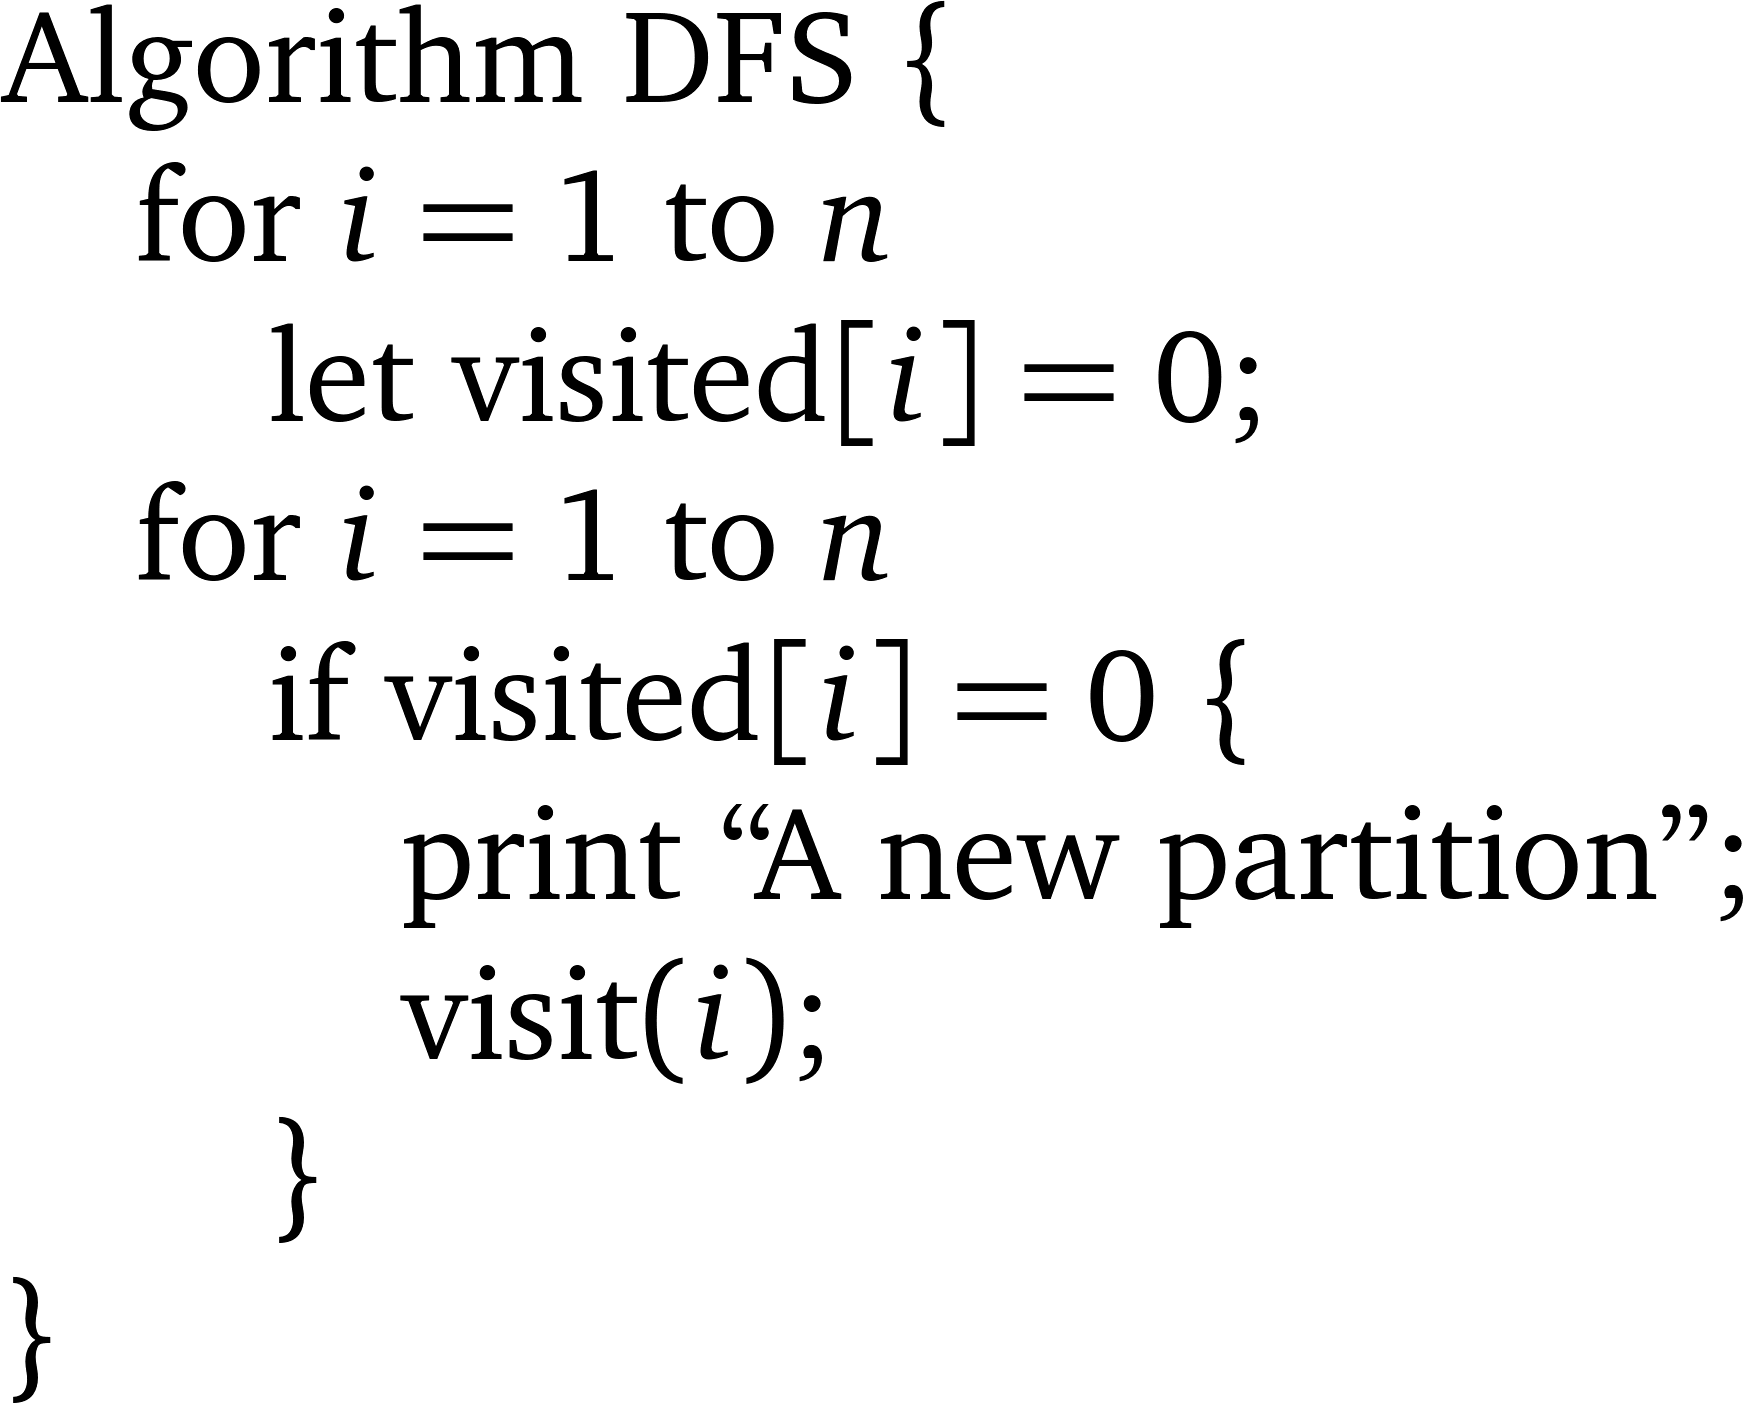 Algorithm DFS {
for i = 1 to n
let visited[i] = 0;
for i = 1 to n
if visited[i] = 0 {
print “A new partition”;
visit(i);
}
}